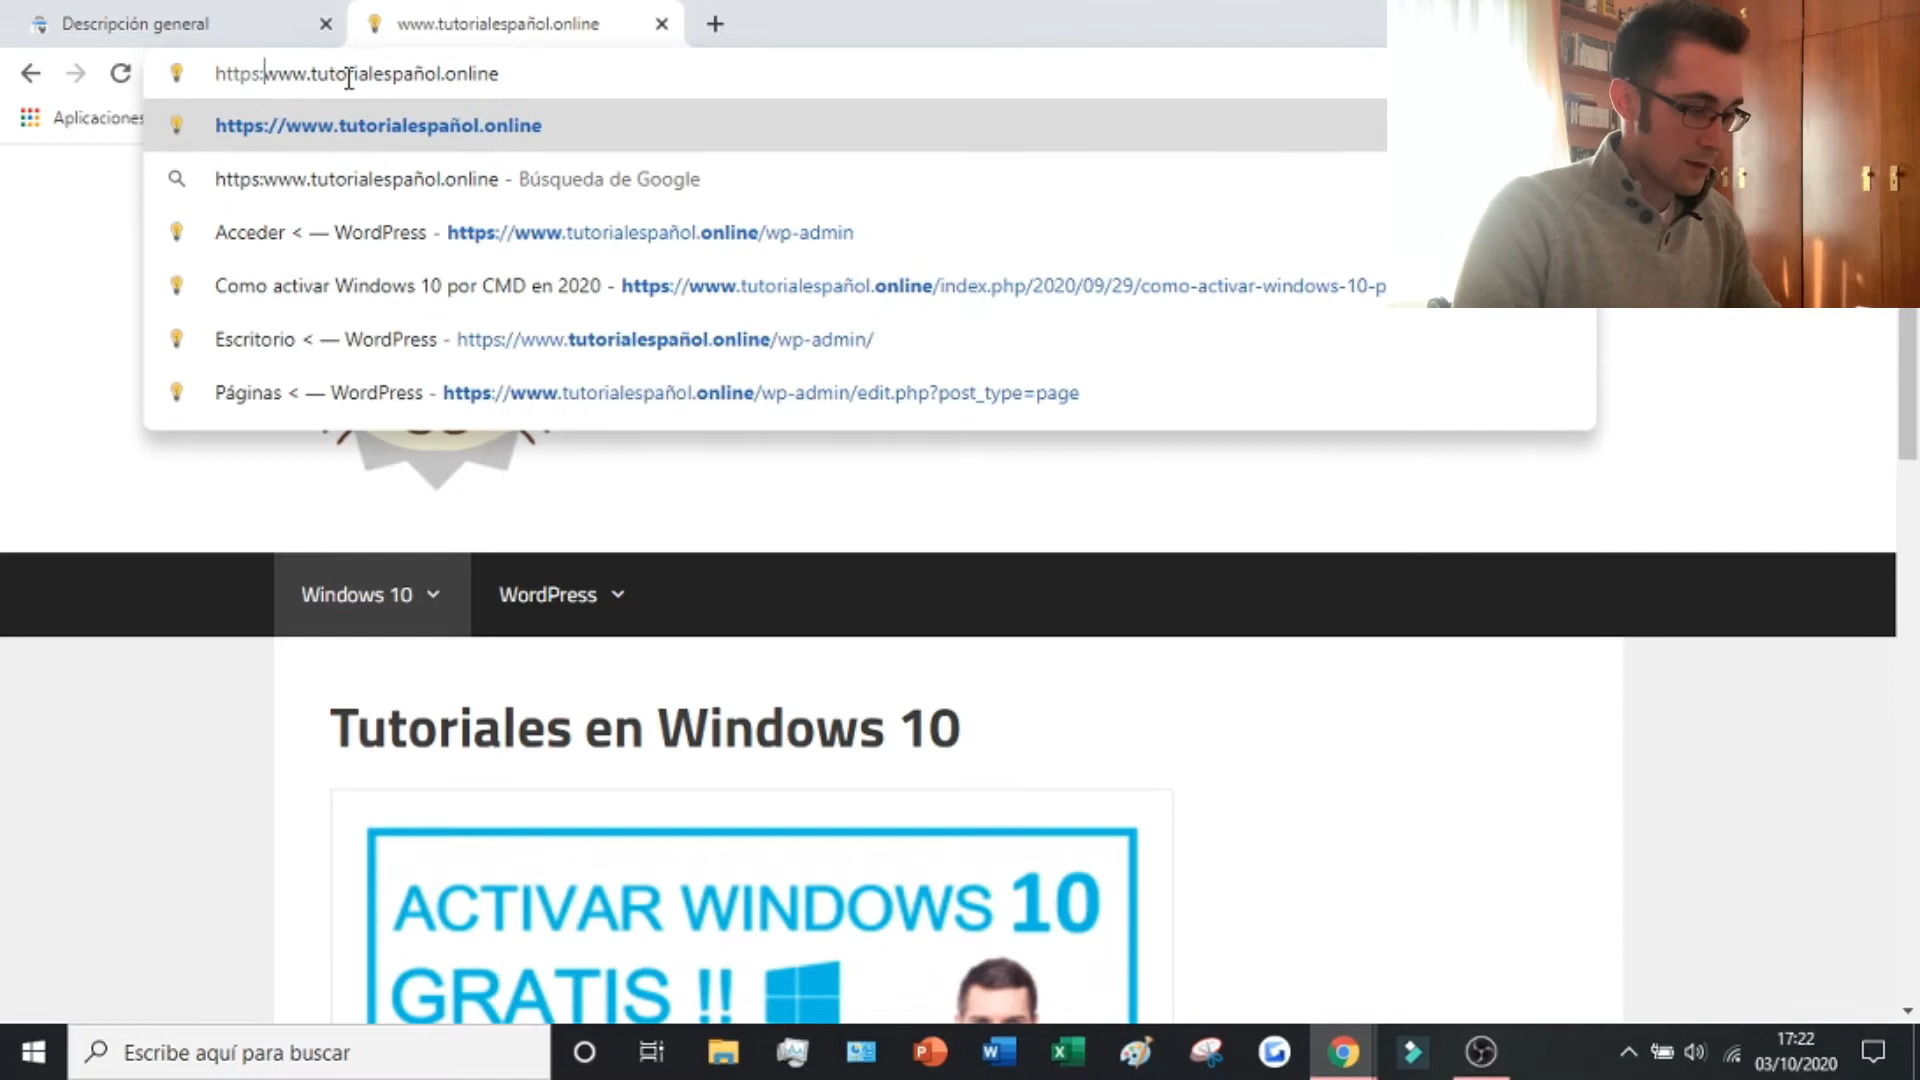 Descripción general
www.tutorialespañol.online
https:www.tutorialespañol.online
Aplicaciones
https://www.tutorialespañol.online
https:www.tutorialespañol.online - Búsqueda de Google
Acceder < — WordPress - https://www.tutorialespañol.online/wp-admin
Como activar Windows 10 por CMD en 2020 - https://www.tutorialespañol.online/index.php/2020/09/29/como-activar-windows-10-p
Escritorio < — WordPress - https://www.tutorialespañol.online/wp-admin/
Páginas < — WordPress - https://www.tutorialespañol.online/wp-admin/edit.php?post_type=page
Windows 10
WordPress
Tutoriales en Windows 10
ACTIVAR WINDOWS 10
GRATIS !!
Escribe aquí para buscar
17:22
03/10/2020